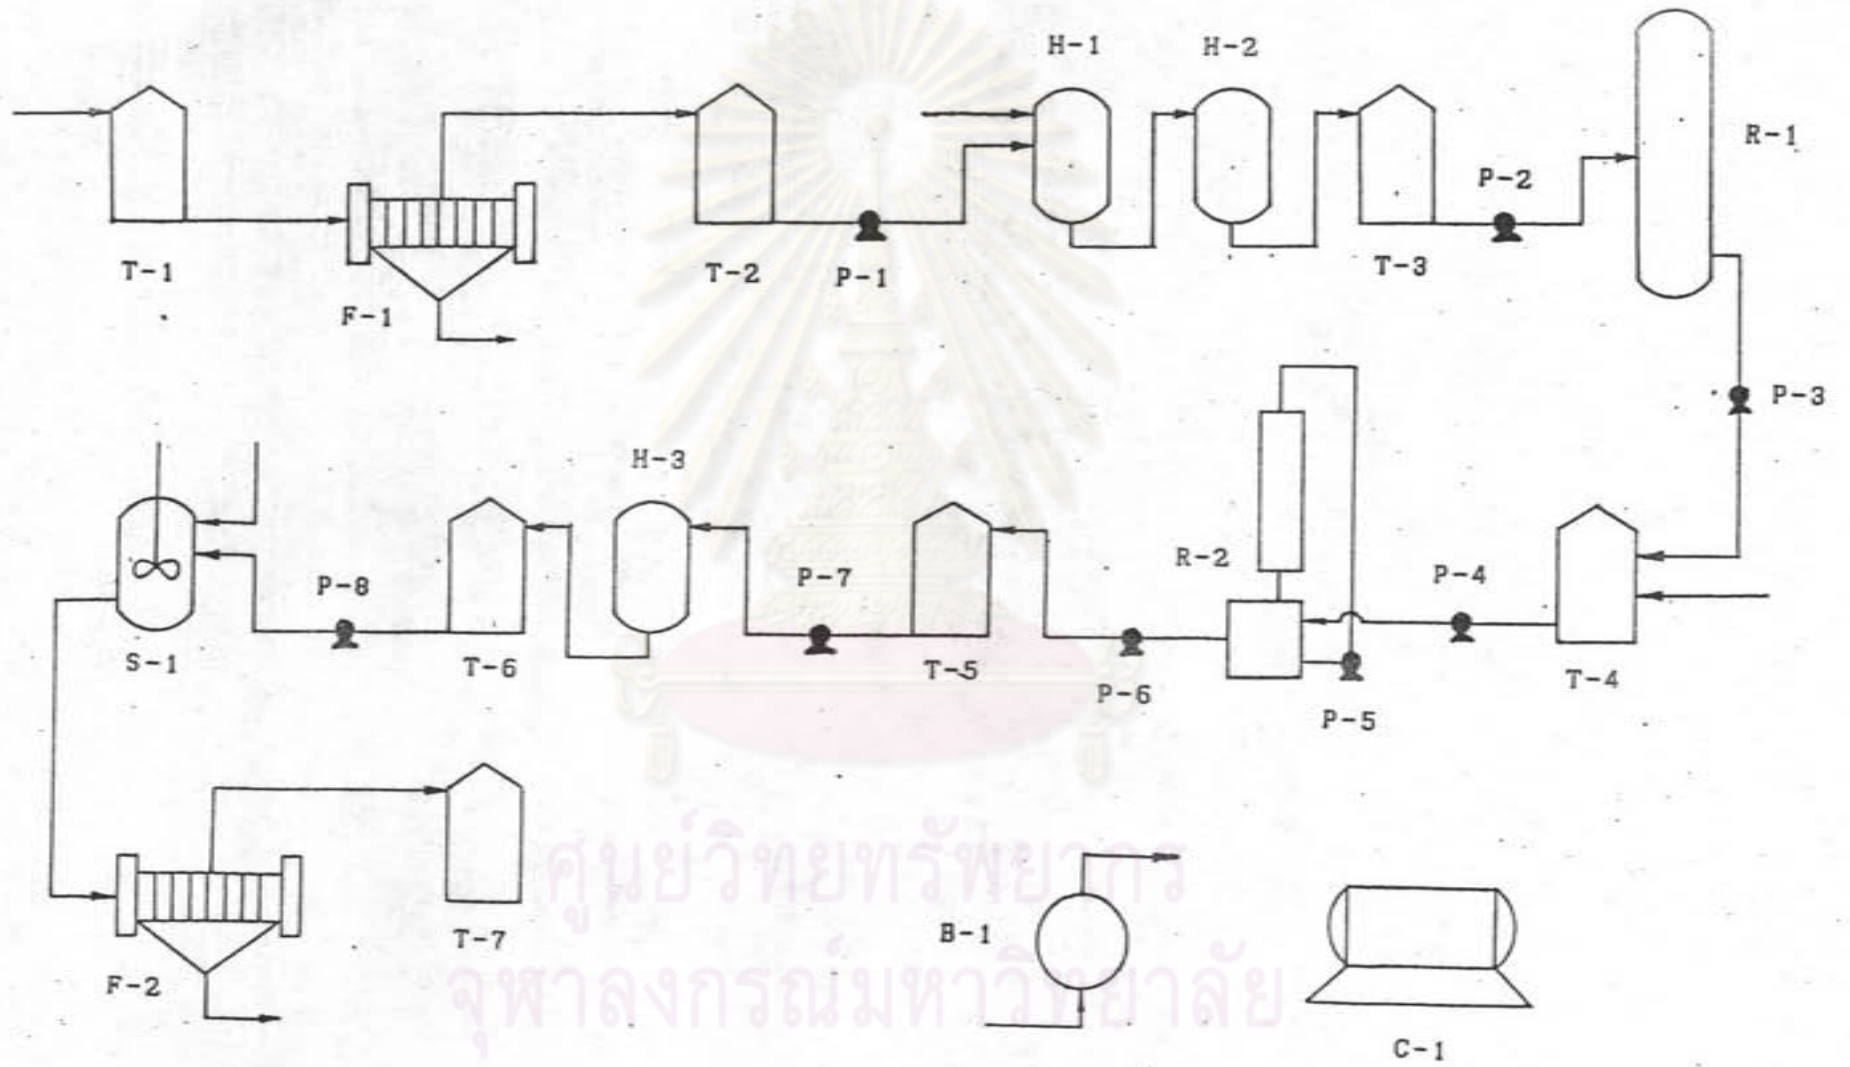 H-1 H-2
R-1
P-2
T-1 T-2 P-1 T-3
F-1
P-3
H-3
R-2
P-8 P-7 P-4
S-1 T-6 T-5 P-6 T-4
P-5
ศูนย์วิทยทรัพยากร
T-7 B-1
F-2
จุฬาลงกรณ์มหาวิทยาลัย
C-1